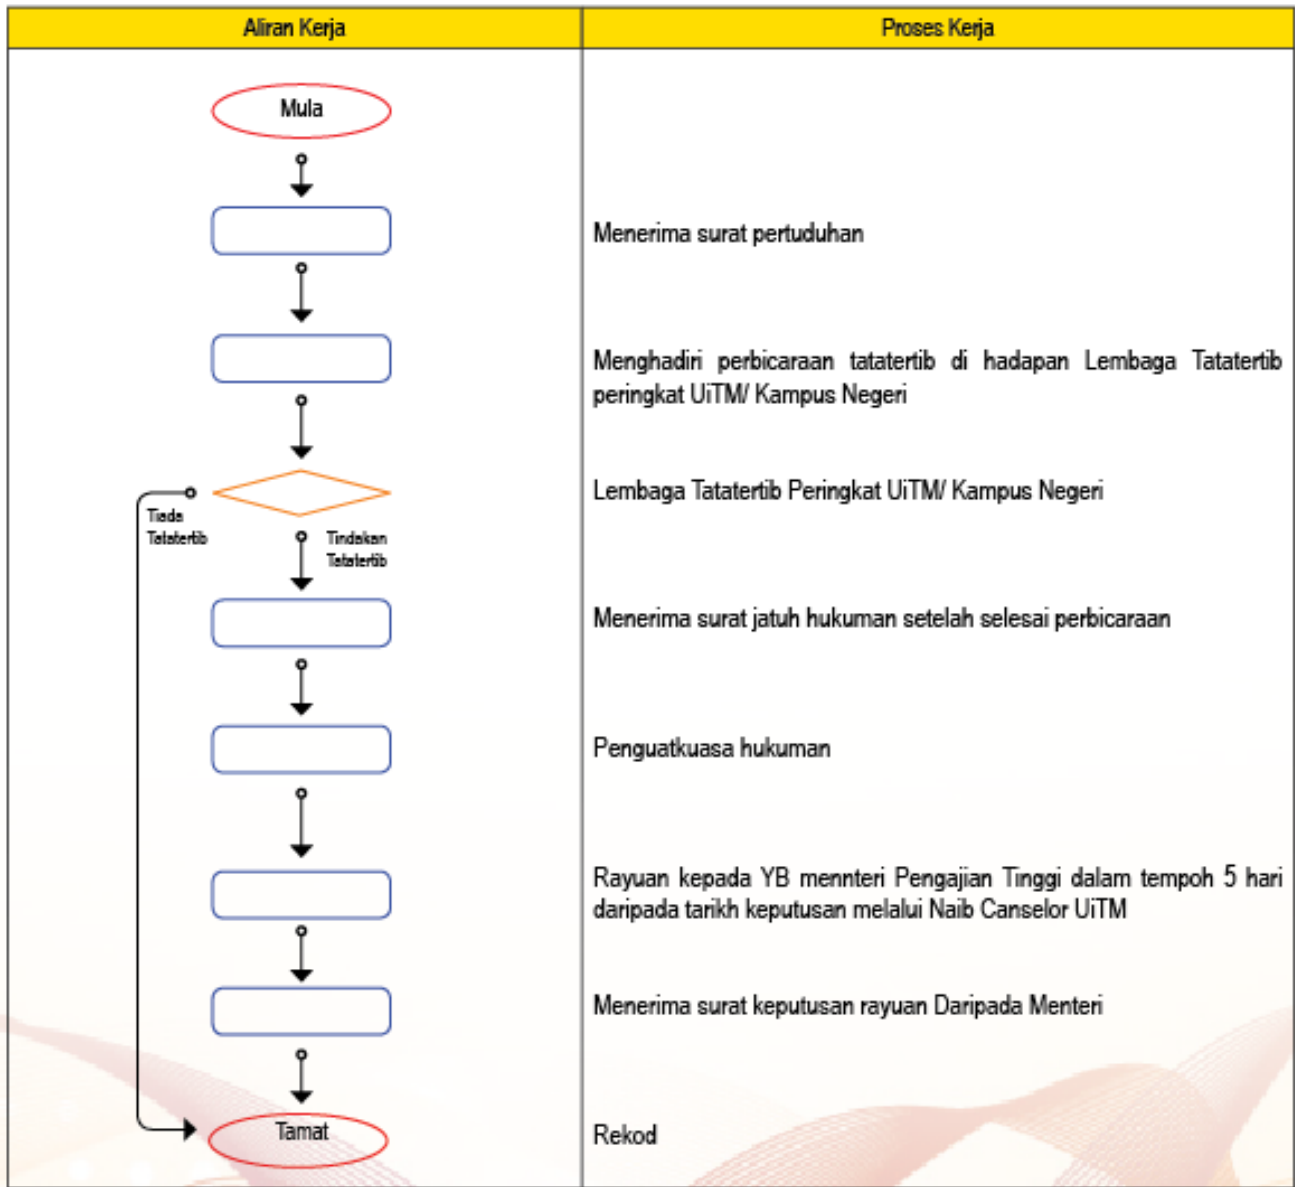 Aliran Kerja
Proses Kerja
Mula
Menerima surat pertuduhan
Menghadiri perbicaraan tatatertib di hadapan Lembaga Tatatertib
peringkat UiTM/ Kampus Negeri
Lembaga Tatatertib Peringkat UiTM/ Kampus Negeri
Tiada
Tatatertib
Tindakan
Tatatertib
Menerima surat jatuh hukuman setelah selesai perbicaraan
Penguatkuasa hukuman
Rayuan kepada YB mennteri Pengajian Tinggi dalam tempoh 5 hari
daripada tarikh keputusan melalui Naib Canselor UiTM
Menerima surat keputusan rayuan Daripada Menteri
Tamat
Rekod